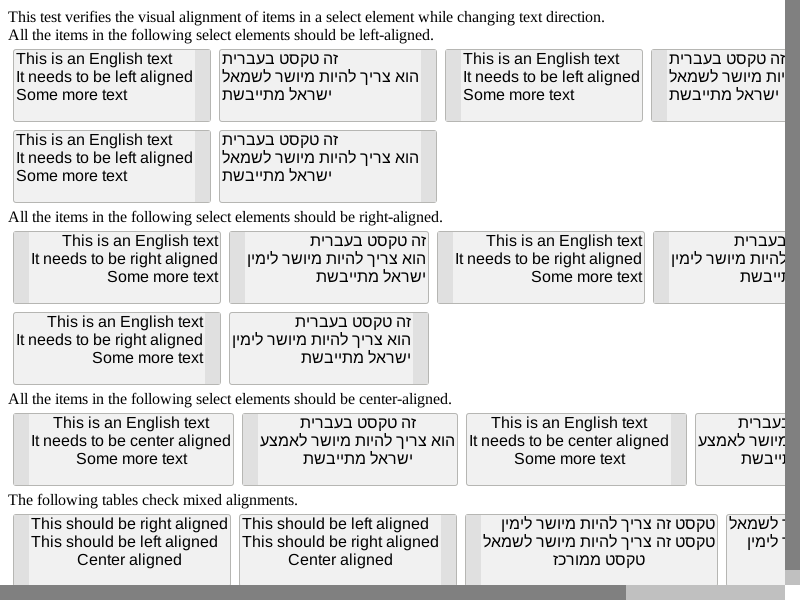 This test verifies the visual alignment of items in a select element while changing text direction.
All the items in the following select elements should be left-aligned.
This is an English text
It needs to be left aligned
Some more text
זה טקסט בעברית
הוא צריך להיות מיושר לשמאל
ישראל מתייבשת
This is an English text
It needs to be left aligned
Some more text
זה טקסט בעברית
מיושר לשמאל
ישראל מתייבשת
This is an English text
It needs to be left aligned
Some more text
זה טקסט בעברית
הוא צריך להיות מיושר לשמאל
ישראל מתייבשת
All the items in the following select elements should be right-aligned.
This is an English text
It needs to be right aligned
Some more text
זה טקסט בעברית
הוא צריך להיות מיושר לימין
ישראל מתייבשת
This is an English text
It needs to be right aligned
Some more text
בעברית
להיות מיושר לימין
This is an English text
It needs to be right aligned
Some more text
זה טקסט בעברית
הוא צריך להיות מיושר לימין
ישראל מתייבשת
All the items in the following select elements should be center-aligned.
This is an English text
It needs to be center aligned
Some more text
זה טקסט בעברית
הוא צריך להיות מיושר לאמצע
ישראל מתייבשת
This is an English text
It needs to be center aligned
Some more text
בעברית
מיושר לאמצע
The following tables check mixed alignments.
This should be right aligned
This should be left aligned
Center aligned
This should be left aligned
This should be right aligned
Center aligned
טקסט זה צריך להיות מיושר לימין
טקסט זה צריך להיות מיושר לשמאל
טקסט ממורכז
לשמאל
לימין